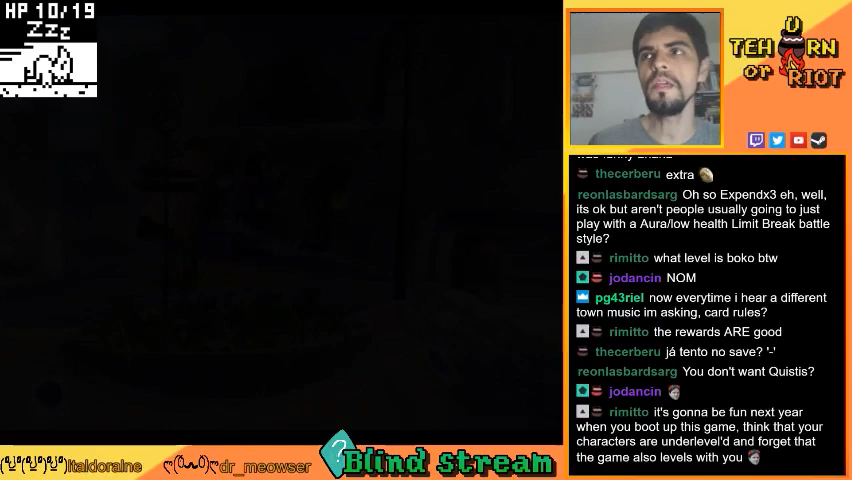 HP 10/19
Zzz
U
TEH RN
or RIOT
thecerberu extra
reonlasbardsarg Oh so Expendx3 eh, well,
its ok but aren't people usually going to just
play with a Aura/low health Limit Break battle
style?
rimitto what level is boko btw
jodancin NOM
pg43riel now everytime i hear a different
town music im asking, card rules?
rimitto the rewards ARE good
thecerberu já tento no save? '-'
reonlasbardsarg You don't want Quistis?
jodancin
rimitto it's gonna be fun next year
when you boot up this game, think that your
characters are underlevel'd and forget that
the game also levels with you
italdoraine
dr_meowser
Blind stream